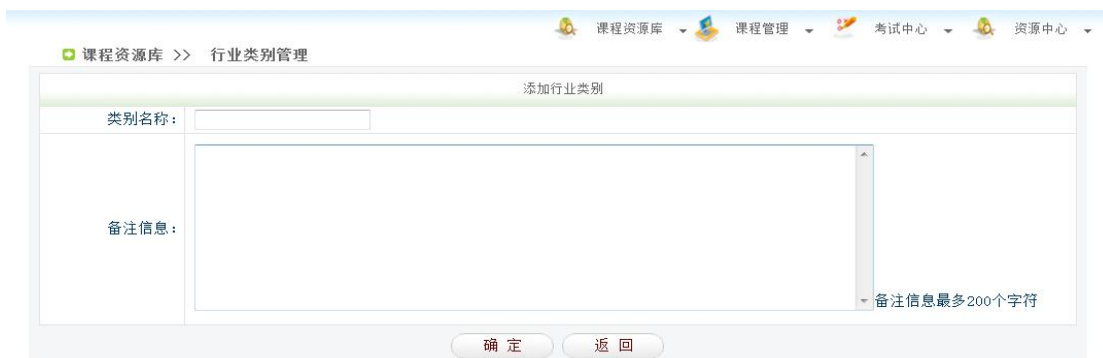 课程资源库 课程管理 考试中心 资源中心
课程资源库 >> 行业类别管理
添加行业类别
类别名称：
备注信息：
备注信息最多200个字符
确 定 返 回